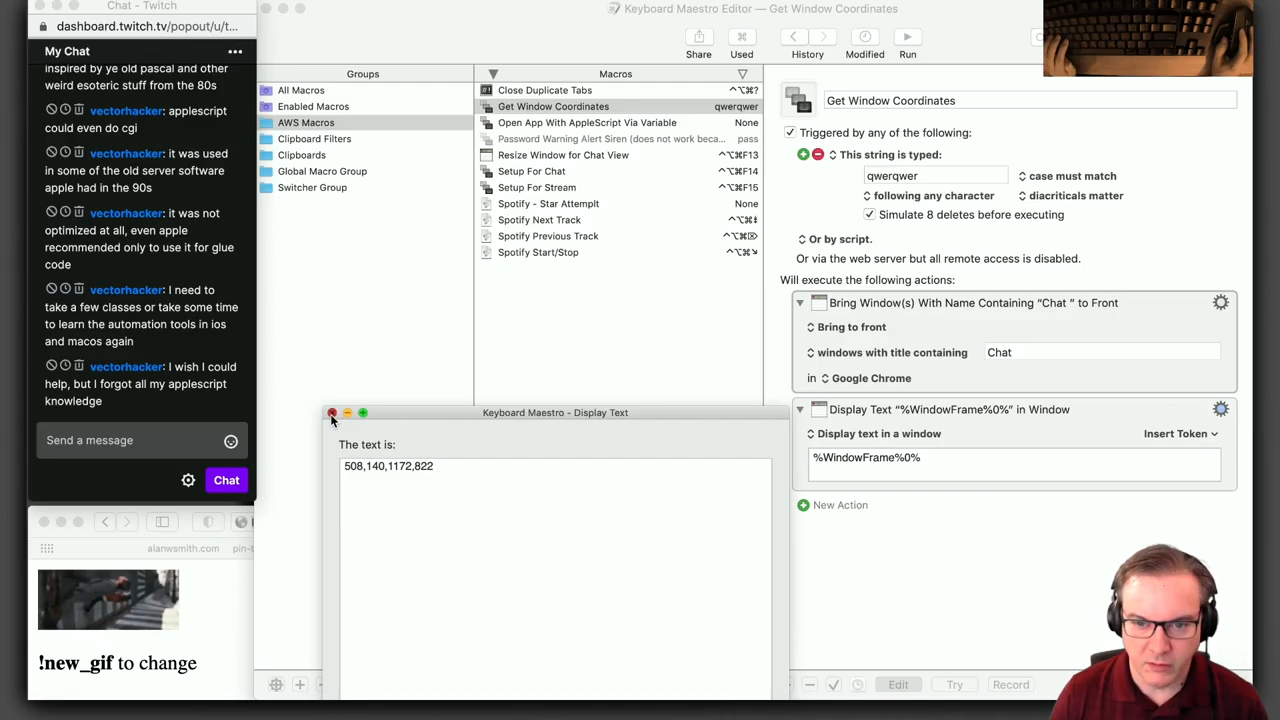 Chat - Twitch
dashboard.twitch.tv/popout/u/t...
My Chat
inspired by ye old pascal and other
weird esoteric stuff from the 80s
vectorhacker: applescript
could even do cgi
vectorhacker: it was used
in some of the old server software
apple had in the 90s
vectorhacker: it was not
optimized at all, even apple
recommended only to use it for glue
code
vectorhacker: I need to
take a few classes or take some time
to learn the automation tools in ios
and macos again
vectorhacker: I wish I could
help, but I forgot all my applescript
knowledge
Send a message
Chat
alanwsmith.com
pin-t
!new_gif to change
Keyboard Maestro Editor — Get Window Coordinates
Share
Used
History
Modified
Run
Groups
All Macros
Enabled Macros
AWS Macros
Clipboard Filters
Clipboards
Global Macro Group
Switcher Group
Macros
Close Duplicate Tabs ^⌥⌘?
Get Window Coordinates qwerqwer
Open App With AppleScript Via Variable None
Password Warning Alert Siren (does not work beca... pass
Resize Window for Chat View ^⌥⌘F13
Setup For Chat ^⌥⌘F14
Setup For Stream ^⌥⌘F15
Spotify - Star AttempIt None
Spotify Next Track
Spotify Previous Track
Spotify Start/Stop
Get Window Coordinates
Triggered by any of the following:
This string is typed:
qwerqwer case must match
following any character diacriticals matter
Simulate 8 deletes before executing
Or by script.
Or via the web server but all remote access is disabled.
Will execute the following actions:
Bring Window(s) With Name Containing “Chat ” to Front
Bring to front
windows with title containing Chat
in Google Chrome
Display Text “%WindowFrame%0%” in Window
Display text in a window Insert Token
%WindowFrame%0%
New Action
Edit Try Record
Keyboard Maestro - Display Text
The text is:
508,140,1172,822